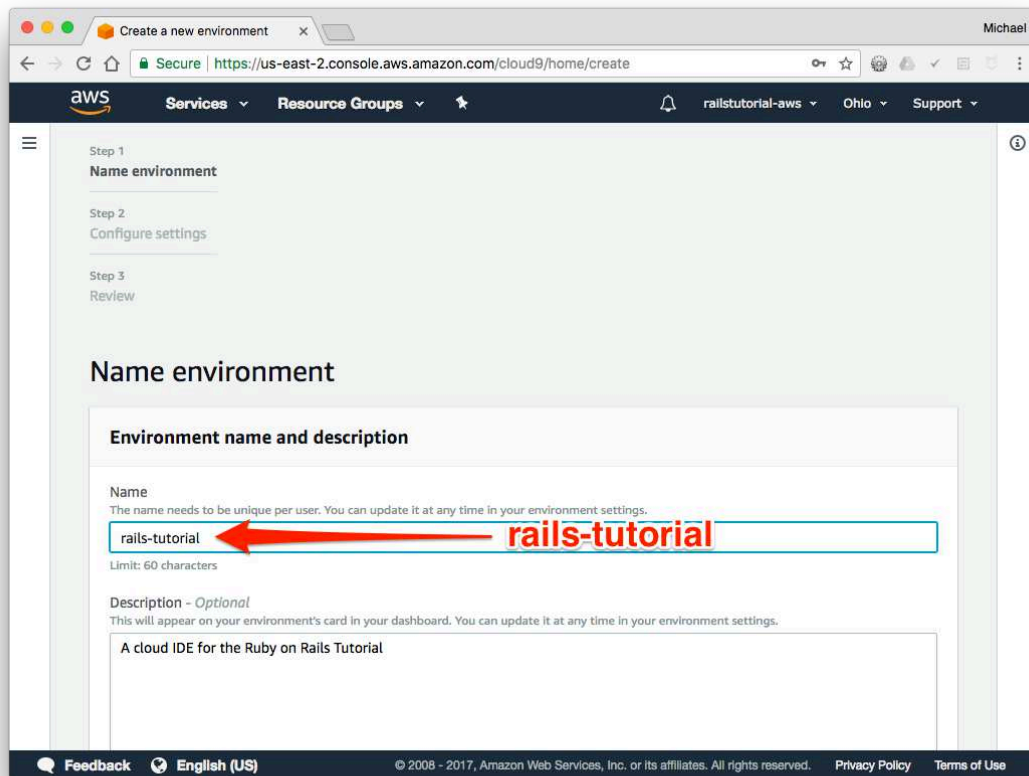 Create a new environment
Michael
Secure | https://us-east-2.console.aws.amazon.com/cloud9/home/create
aws Services Resource Groups railstutorial-aws Ohio Support
Step 1
Name environment
Step 2
Configure settings
Step 3
Review
Name environment
Environment name and description
Name
The name needs to be unique per user. You can update it at any time in your environment settings.
rails-tutorial
rails-tutorial
Limit: 60 characters
Description - Optional
This will appear on your environment's card in your dashboard. You can update it at any time in your environment settings.
A cloud IDE for the Ruby on Rails Tutorial
Feedback English (US) © 2008 - 2017, Amazon Web Services, Inc. or its affiliates. All rights reserved. Privacy Policy Terms of Use